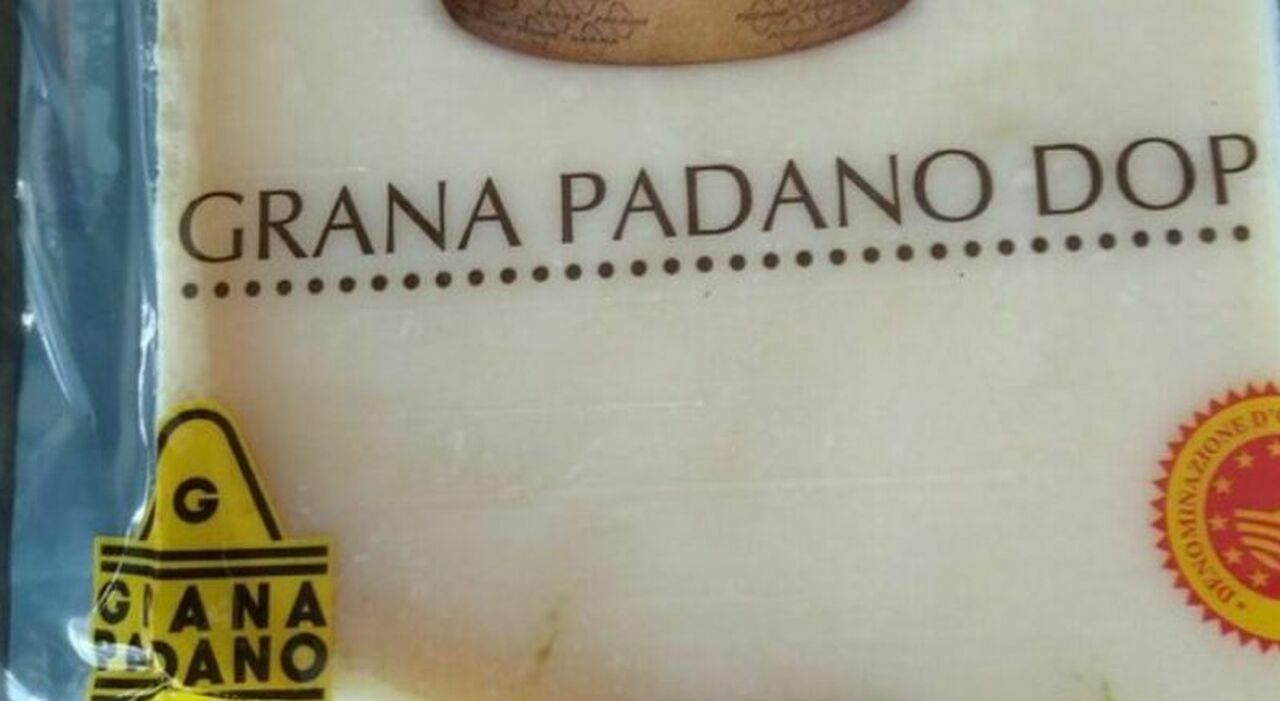 GRANA PADANO DOP
G
GRANA
PADANO
DENOMINAZIONE D'O